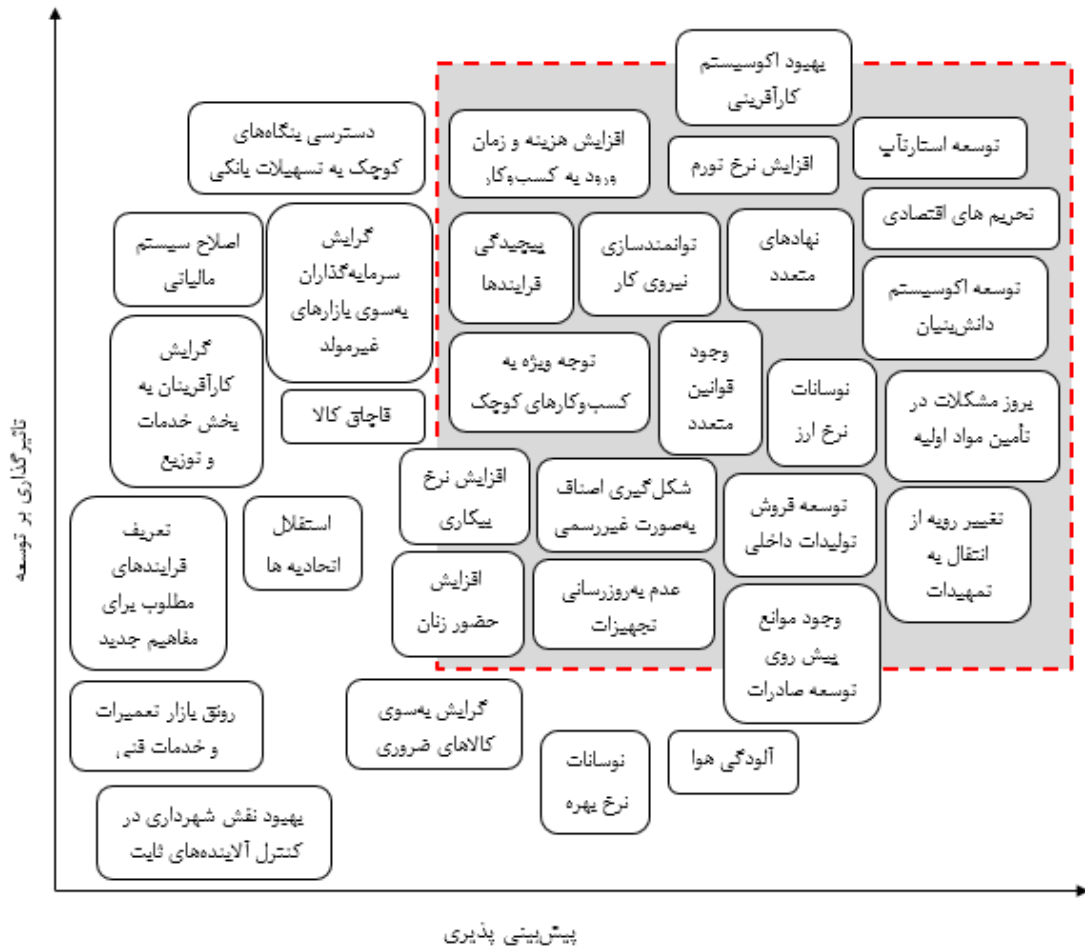 بهبود اکوسیستم
کارآفرینی
توسعه استارتآپ
افزایش نرخ تورم
افزایش هزینه و زمان
ورود به کسب‌وکار
دسترسی بنگاه‌های
کوچک به تسهیلات بانکی
تحریم های اقتصادی
نهادهای
متعدد
توانمندسازی
نیروی کار
پیچیدگی
فرایندها
گرایش
سرمایه‌گذاران
به‌سوی بازارهای
غیرمولد
اصلاح سیستم
مالیاتی
توسعه اکوسیستم
دانش‌بنیان
وجود
قوانین
متعدد
توجه ویژه به
کسب‌وکارهای کوچک
گرایش
کارآفرینان به
پخش خدمات
و توزیع
نوسانات
نرخ ارز
بروز مشکلات در
تأمین مواد اولیه
قاچاق کالا
افزایش نرخ
بیکاری
شکل‌گیری اصناف
به‌صورت غیررسمی
توسعه فروش
تولیدات داخلی
تغییر رویه از
انتقال به
تمهیدات
استقلال
اتحادیه ها
تعریف
فرایندهای
مطلوب برای
مفاهیم جدید
افزایش
حضور زنان
عدم به‌روزرسانی
تجهیزات
وجود موانع
پیش روی
توسعه صادرات
رونق بازار تعمیرات
و خدمات فنی
گرایش به‌سوی
کالاهای ضروری
نوسانات
نرخ بهره
آلودگی هوا
بهبود نقش شهرداری در
کنترل آلاینده‌های ثابت
تاثیرگذاری بر توسعه
پیش‌بینی پذیری